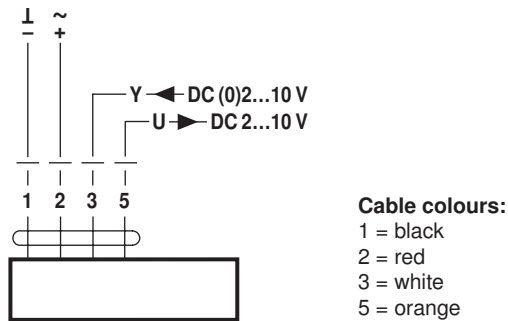 ⊥ ~
– +
Y DC (0)2...10 V
U DC 2...10 V
1 2 3 5
Cable colours:
1 = black
2 = red
3 = white
5 = orange